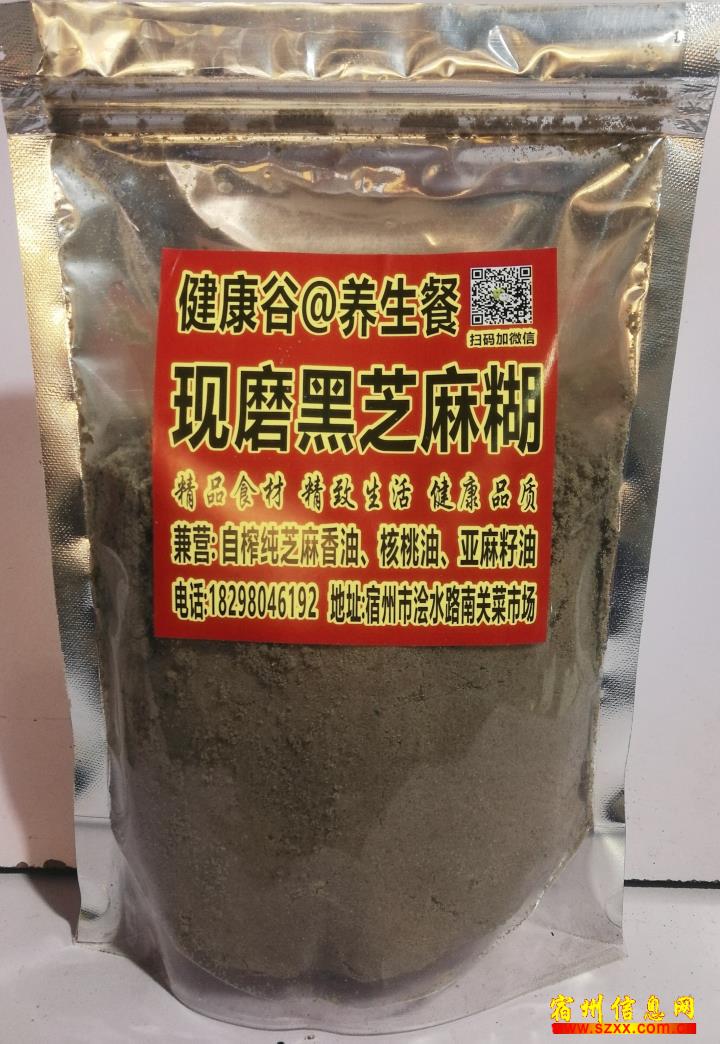 健康谷@养生餐
扫码加微信
现磨黑芝麻糊
精品食材 精致生活 健康品质
兼营:自榨纯芝麻香油、核桃油、亚麻籽油
电话:18298046192 地址:宿州市浍水路南关菜市场
宿州信息网
www.szxx.com.cn